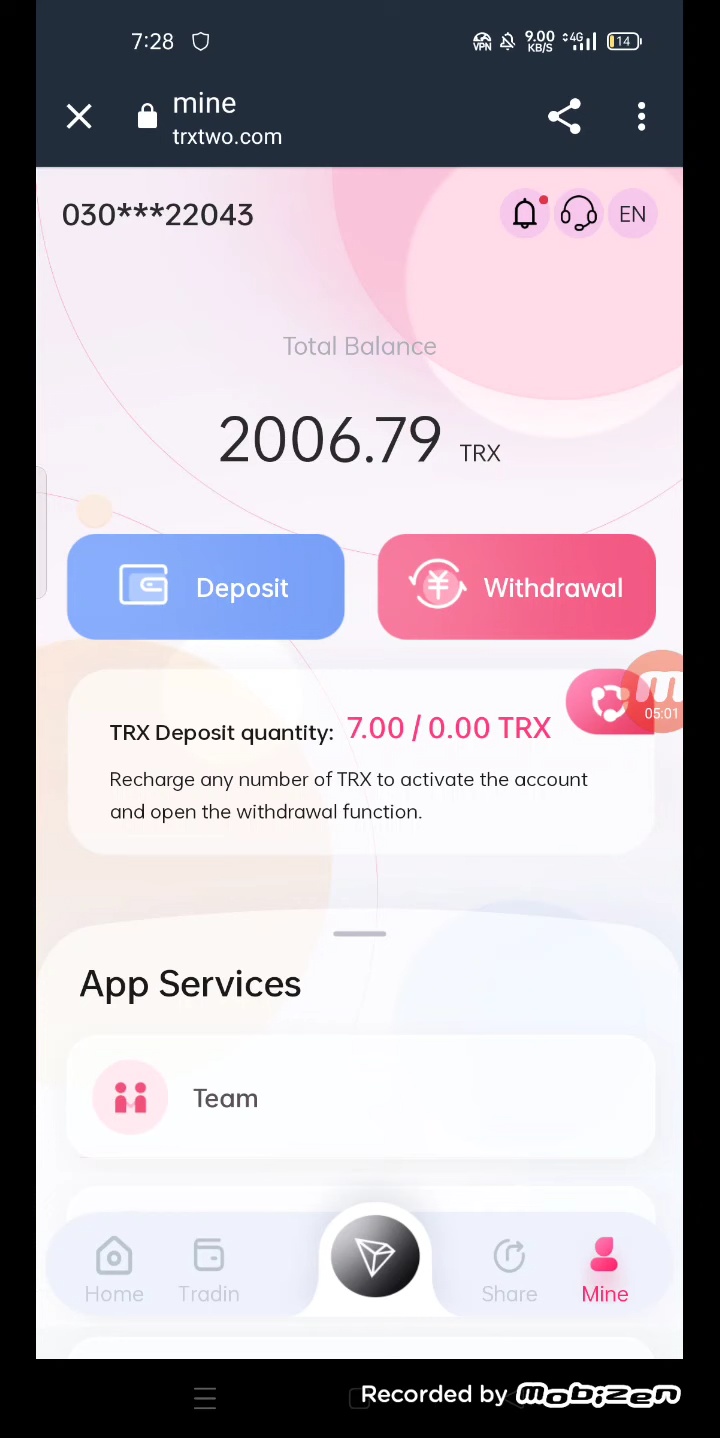 7:28
VPN
9.00
KB/S
4G
14
mine
trxtwo.com
030***22043
EN
Total Balance
2006.79 TRX
Deposit
Withdrawal
05:01
TRX Deposit quantity: 7.00 / 0.00 TRX
Recharge any number of TRX to activate the account
and open the withdrawal function.
App Services
Team
Home
Tradin
Share
Mine
Recorded by mobizen